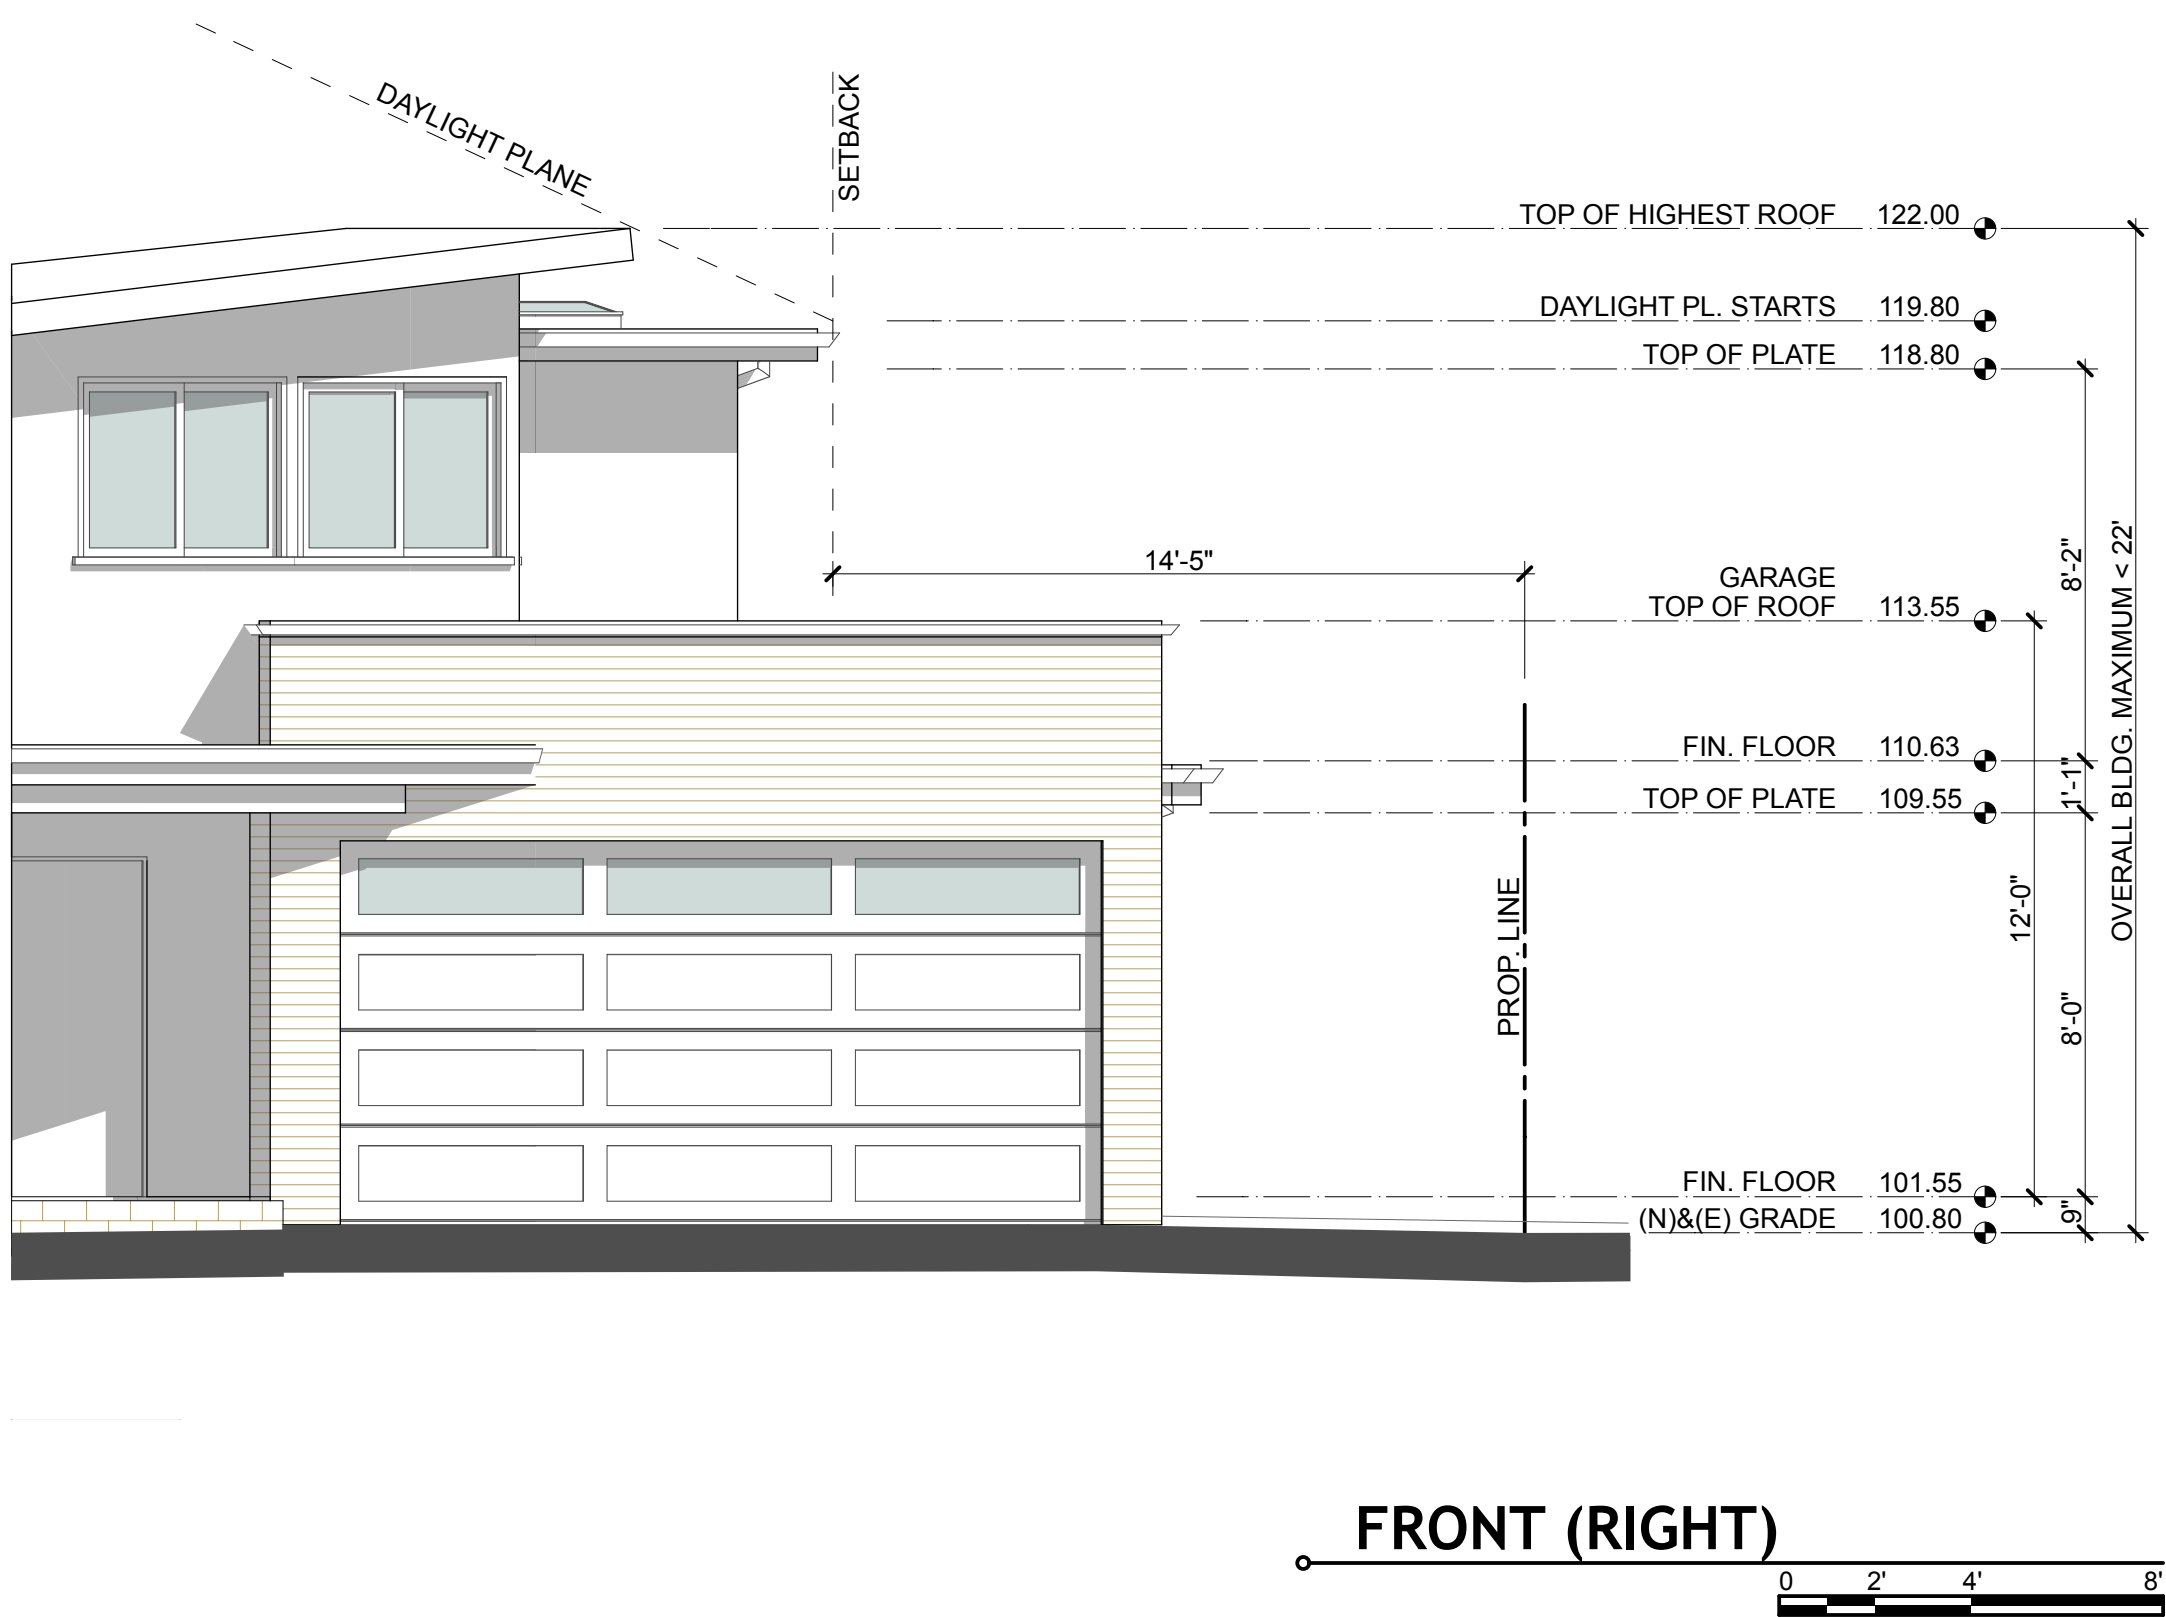 DAYLIGHT PLANE
SETBACK
TOP OF HIGHEST ROOF 122.00
DAYLIGHT PL. STARTS 119.80
TOP OF PLATE 118.80
14'-5"
GARAGE
TOP OF ROOF 113.55
8'-2"
OVERALL BLDG. MAXIMUM < 22'
FIN. FLOOR 110.63
1'-1"
TOP OF PLATE 109.55
PROP. LINE
12'-0"
8'-0"
FIN. FLOOR 101.55
(N)&(E) GRADE 100.80
9"
FRONT (RIGHT)
0 2' 4' 8'